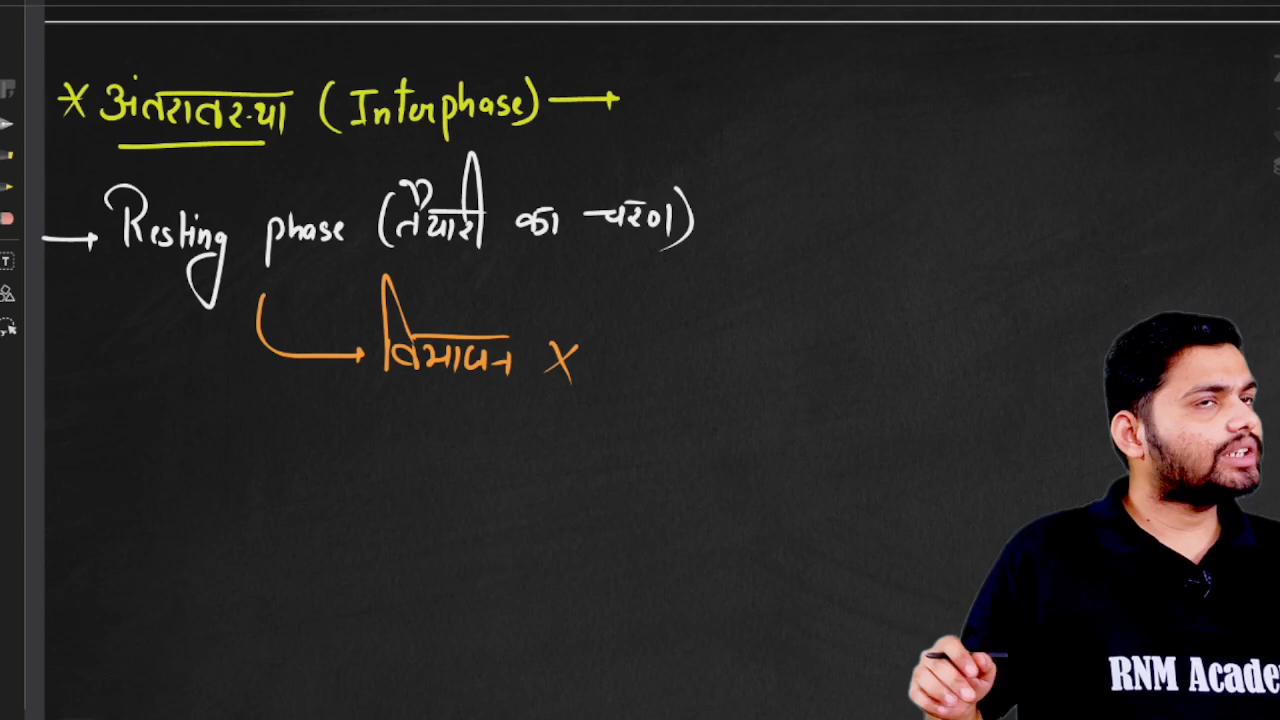 * अंतरावस्था (Interphase) →
→ Resting phase (तैयारी का चरण)
→ विभाजन ×
RNM Acade
T